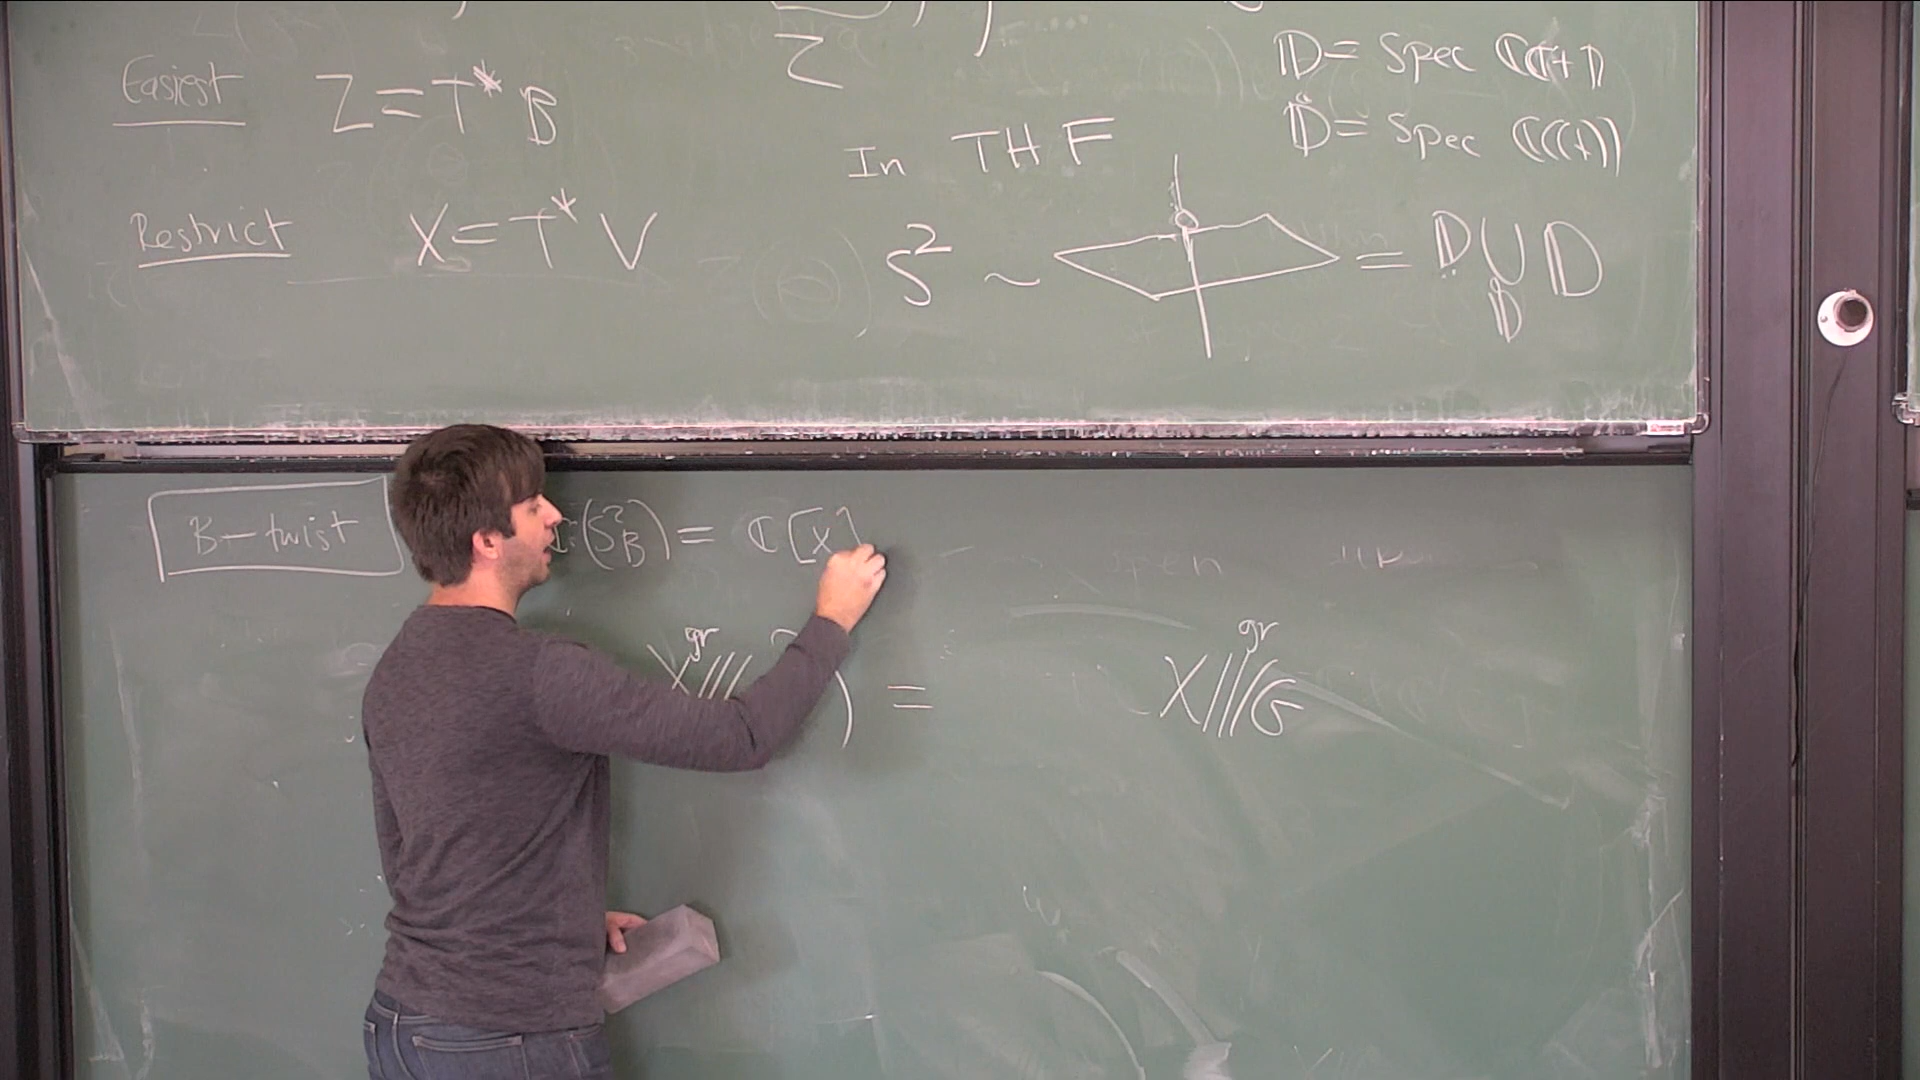 Z
Easiest Z = T* B
𝔻 = Spec ℂ[[t]]
𝔻° = Spec ℂ((t))
In THF
Restrict X = T* V
S² ~ = 𝔻 ∪ 𝔻
𝔻°
B-twist (S²_B) = ℂ[X]
X///^gr ) = X///^gr G